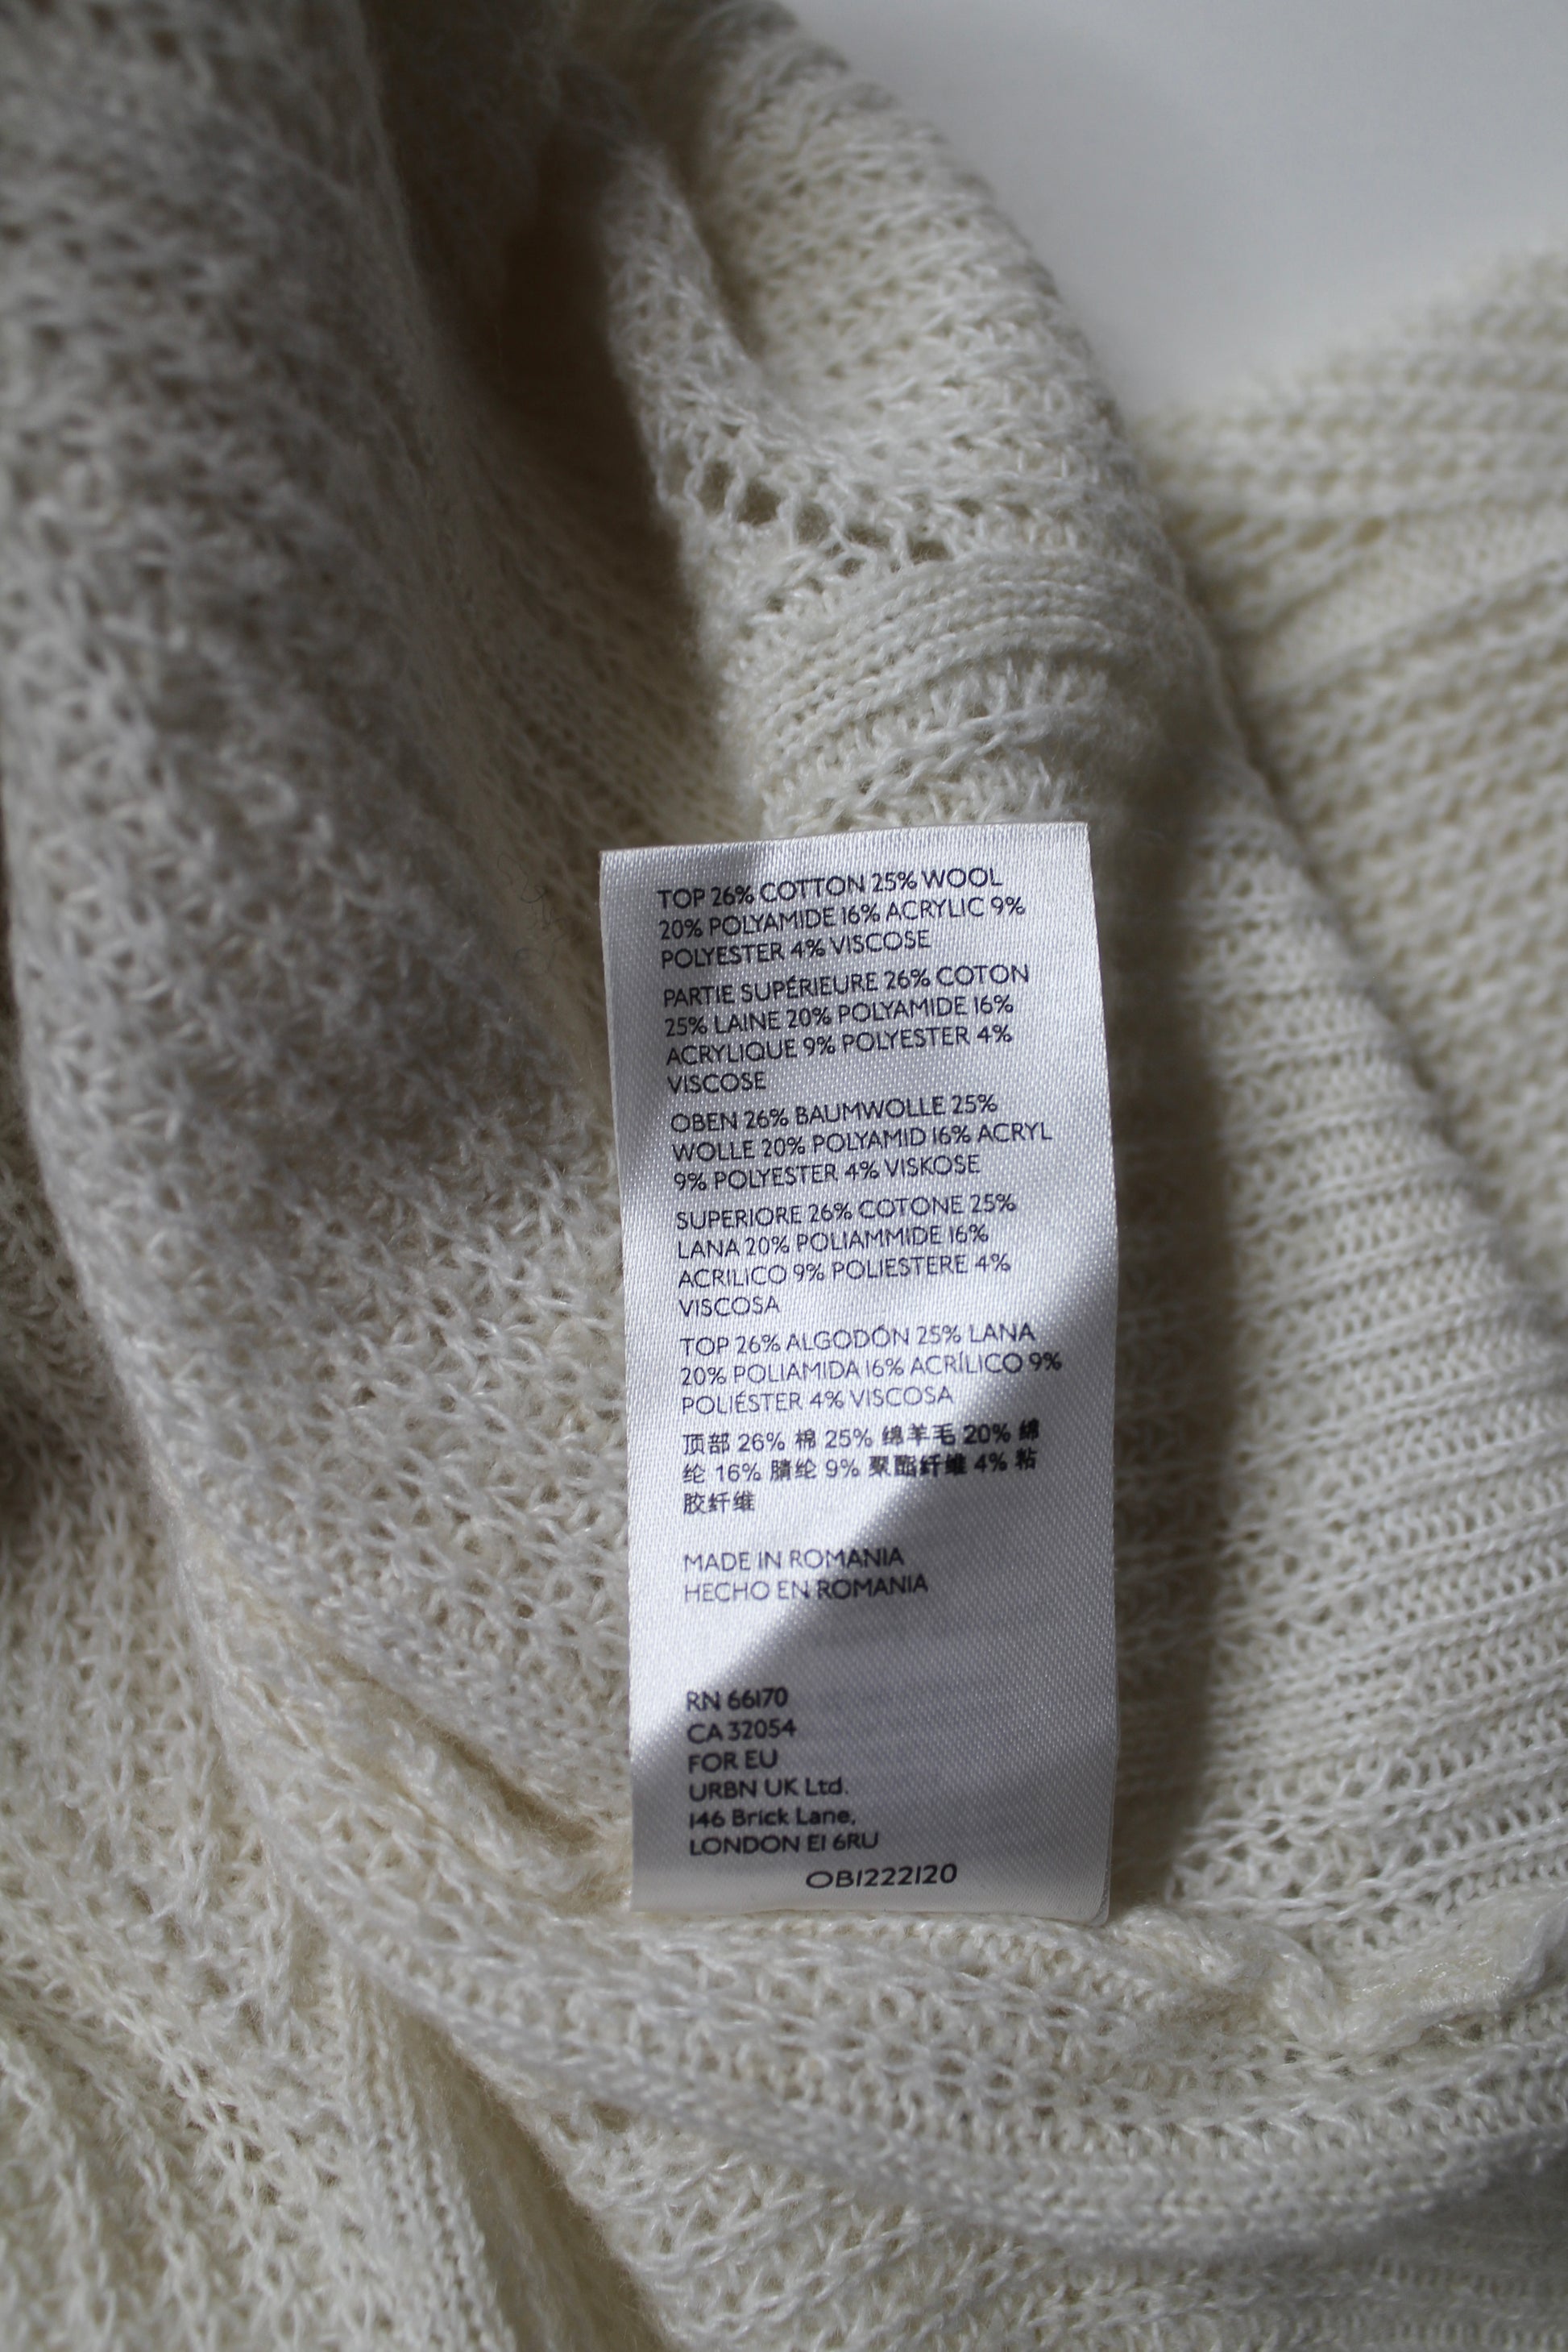 TOP 26% COTTON 25% WOOL
20% POLYAMIDE 16% ACRYLIC 9%
POLYESTER 4% VISCOSE
PARTIE SUPÉRIEURE 26% COTON
25% LAINE 20% POLYAMIDE 16%
ACRYLIQUE 9% POLYESTER 4%
VISCOSE
OBEN 26% BAUMWOLLE 25%
WOLLE 20% POLYAMID 16% ACRYL
9% POLYESTER 4% VISKOSE
SUPERIORE 26% COTONE 25%
LANA 20% POLIAMMIDE 16%
ACRILICO 9% POLIESTERE 4%
VISCOSA
TOP 26% ALGODÓN 25% LANA
20% POLIAMIDA 16% ACRÍLICO 9%
POLIÉSTER 4% VISCOSA
顶部 26% 棉 25% 绵羊毛 20% 锦
纶 16% 腈纶 9% 聚酯纤维 4% 粘
胶纤维
MADE IN ROMANIA
HECHO EN ROMANIA
RN 66170
CA 32054
FOR EU
URBN UK Ltd.
146 Brick Lane,
LONDON E1 6RU
OB1222120